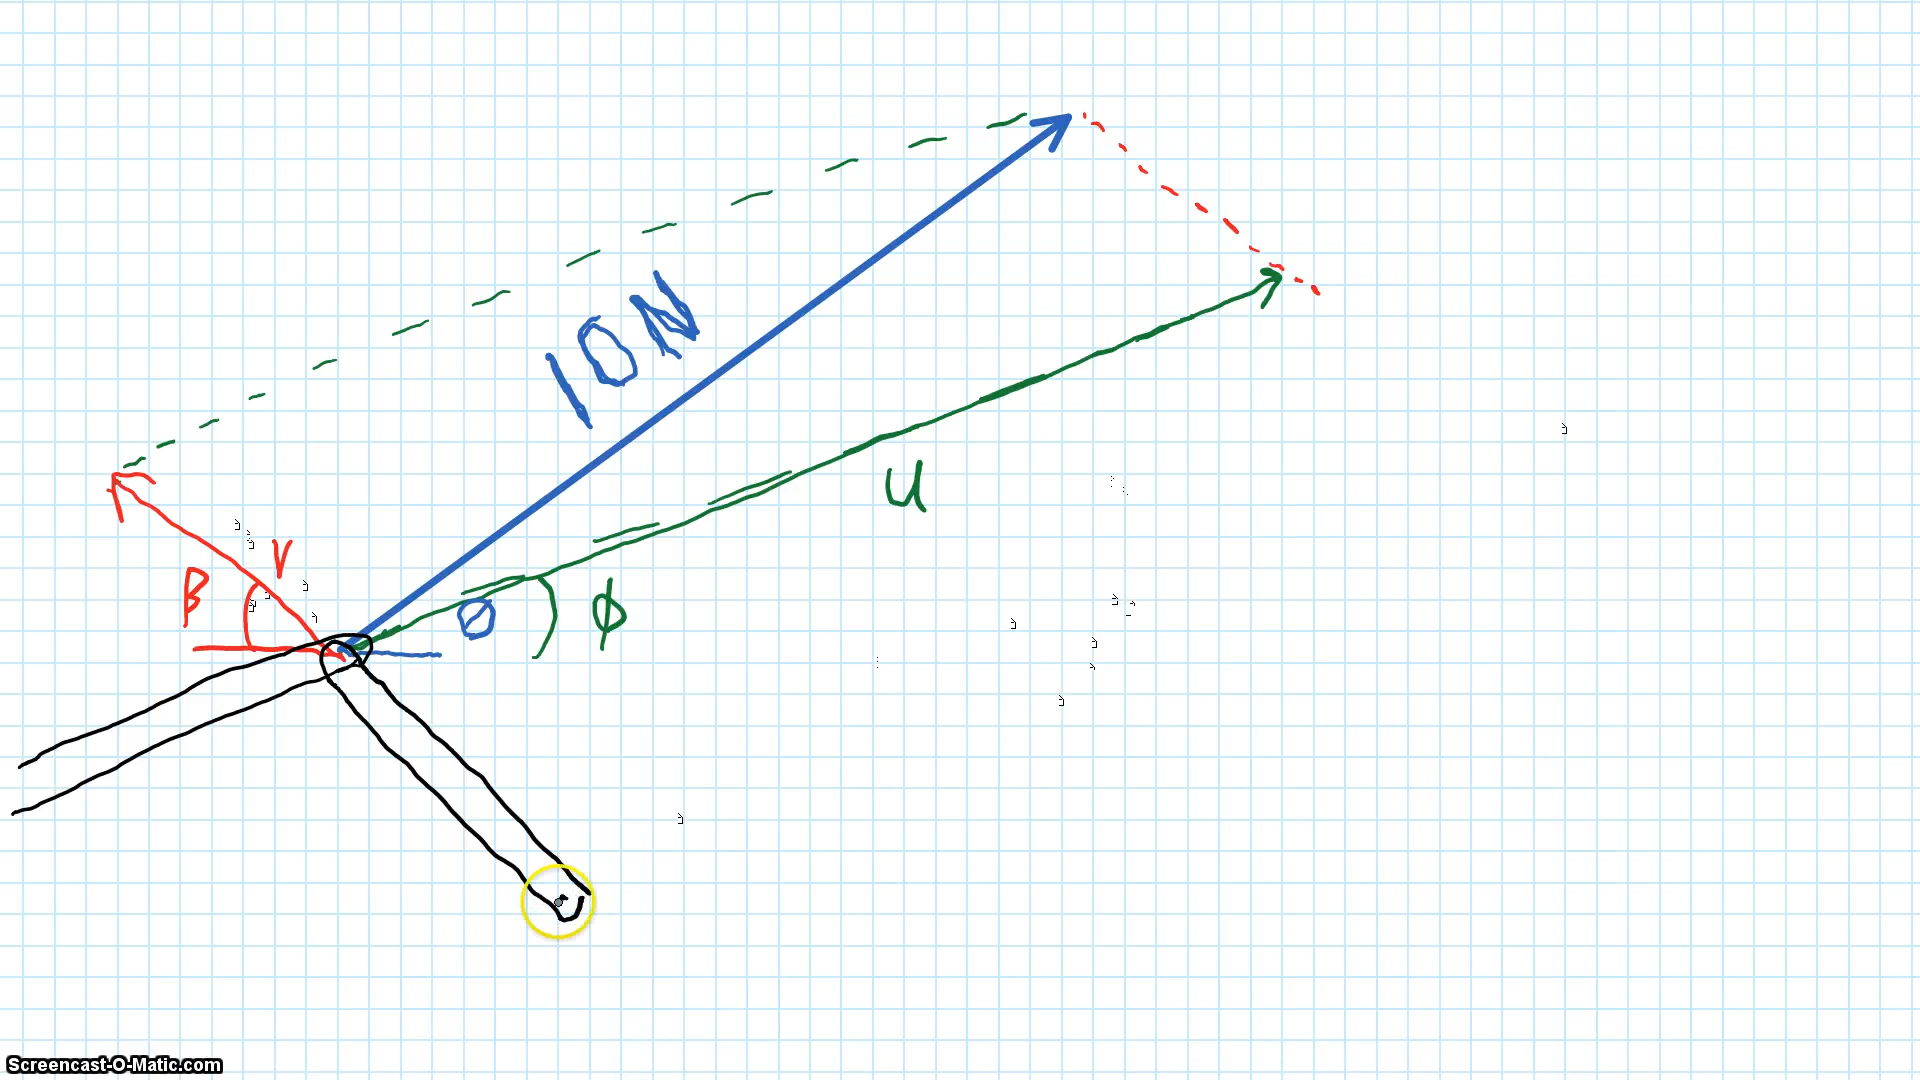 10N
u
V
β
θ
ϕ
Screencast-O-Matic.com